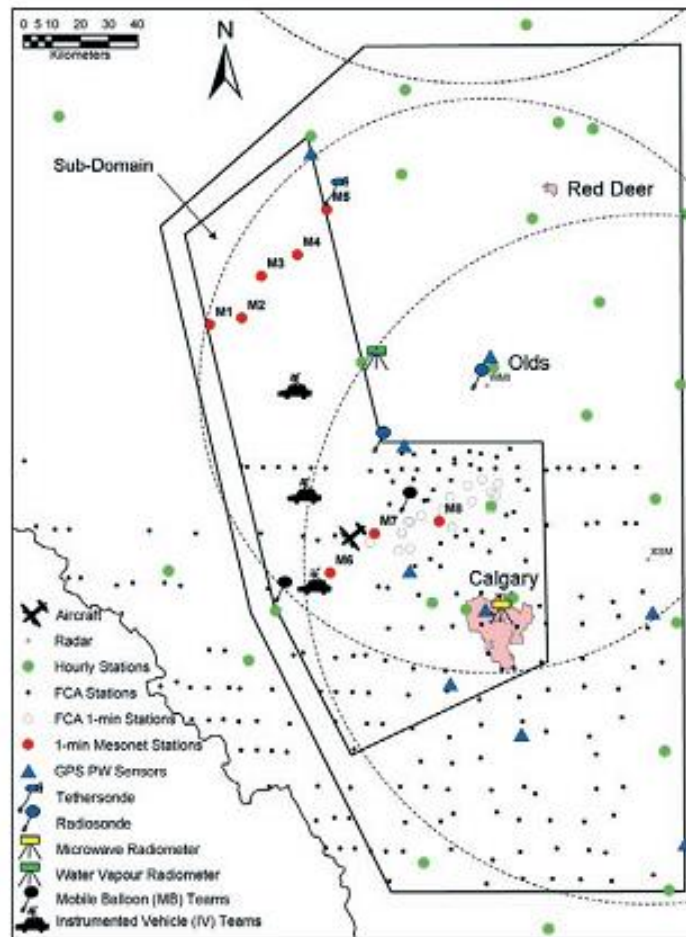 0 5 10 20 30 40
Kilometers
N
Sub-Domain
Red Deer
M5
M4
M3
M1
M2
Olds
WMI
M7
M8
XSM
M6
Calgary
Aircraft
Radar
Hourly Stations
FCA Stations
FCA 1-min Stations
1-min Mesonet Stations
GPS PW Sensors
Tethersonde
Radiosonde
Microwave Radiometer
Water Vapour Radiometer
Mobile Balloon (MB) Teams
Instrumented Vehicle (IV) Teams